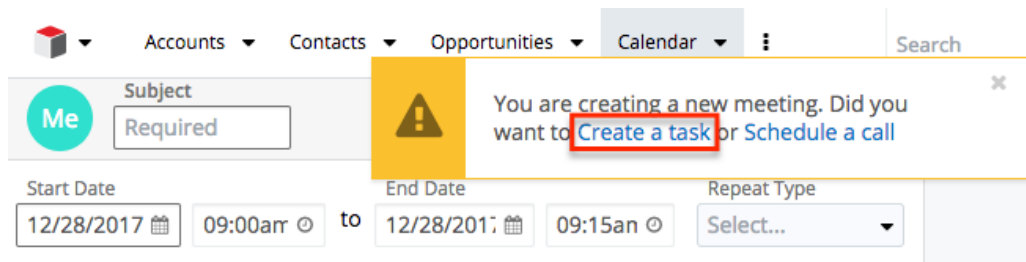 Accounts Contacts Opportunities Calendar Search
You are creating a new meeting. Did you
want to Create a task or Schedule a call
Me
Subject
Required
Start Date End Date Repeat Type
12/28/2017 09:00am to 12/28/2017 09:15am Select...